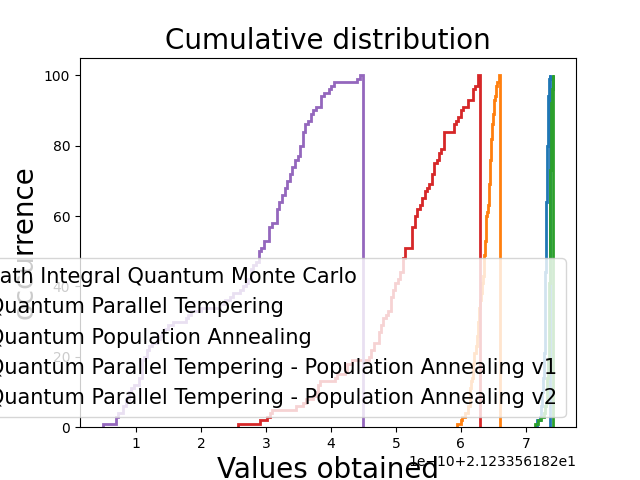 Cumulative distribution
100
80
60
40
20
0
occurrence
ath Integral Quantum Monte Carlo
Quantum Parallel Tempering
Quantum Population Annealing
Quantum Parallel Tempering - Population Annealing v1
Quantum Parallel Tempering - Population Annealing v2
1 2 3 4 5 6 7
1e−10+2.123356182e1
Values obtained